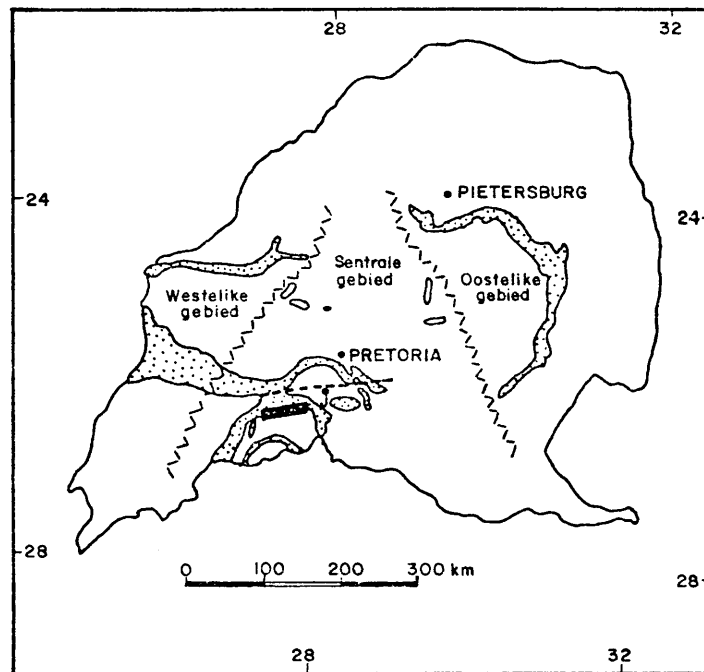 28 32
24 24
PIETERSBURG
Sentrale
gebied
Oostelike
gebied
Westelike
gebied
PRETORIA
28 28
0 100 200 300 km
28 32